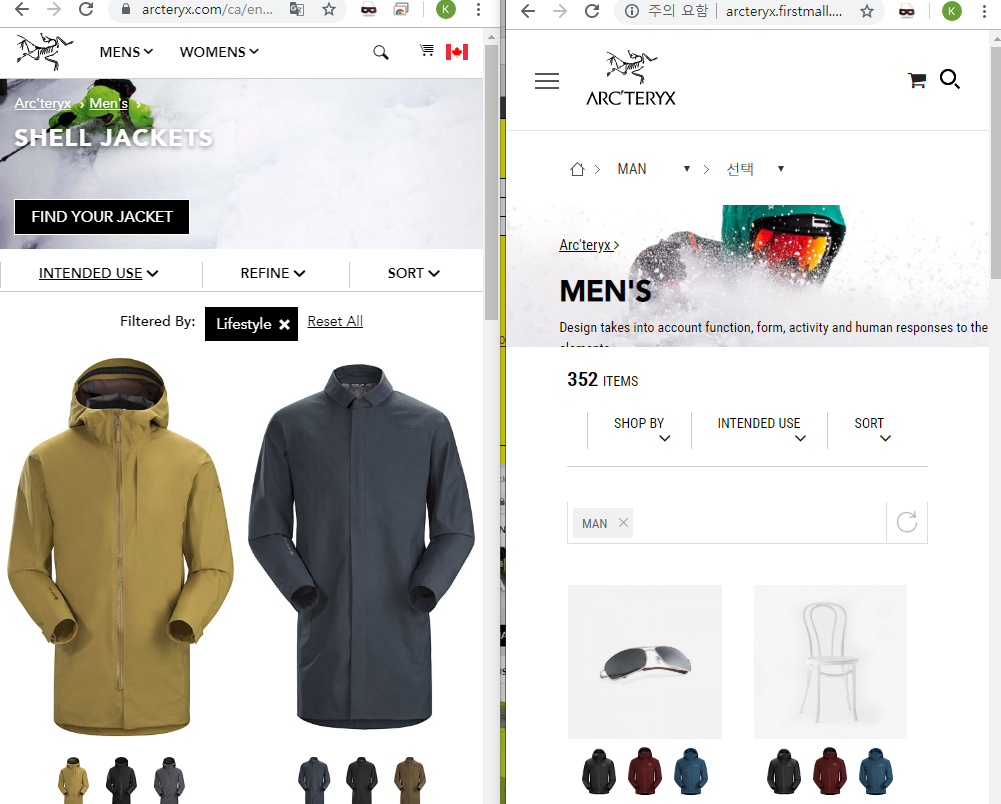 arcteryx.com/ca/en...
K
MENS
WOMENS
Arc'teryx › Men's ›
SHELL JACKETS
FIND YOUR JACKET
INTENDED USE
REFINE
SORT
Filtered By:
Lifestyle
Reset All
주의 요함
arcteryx.firstmall....
K
ARC'TERYX
MAN
선택
Arc'teryx
MEN'S
Design takes into account function, form, activity and human responses to the
352 ITEMS
SHOP BY
INTENDED USE
SORT
MAN